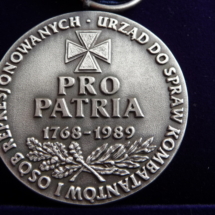 URZĄD DO SPRAW KOMBATANTÓW I OSÓB REPRESJONOWANYCH ·
PRO
PATRIA
1768-1989